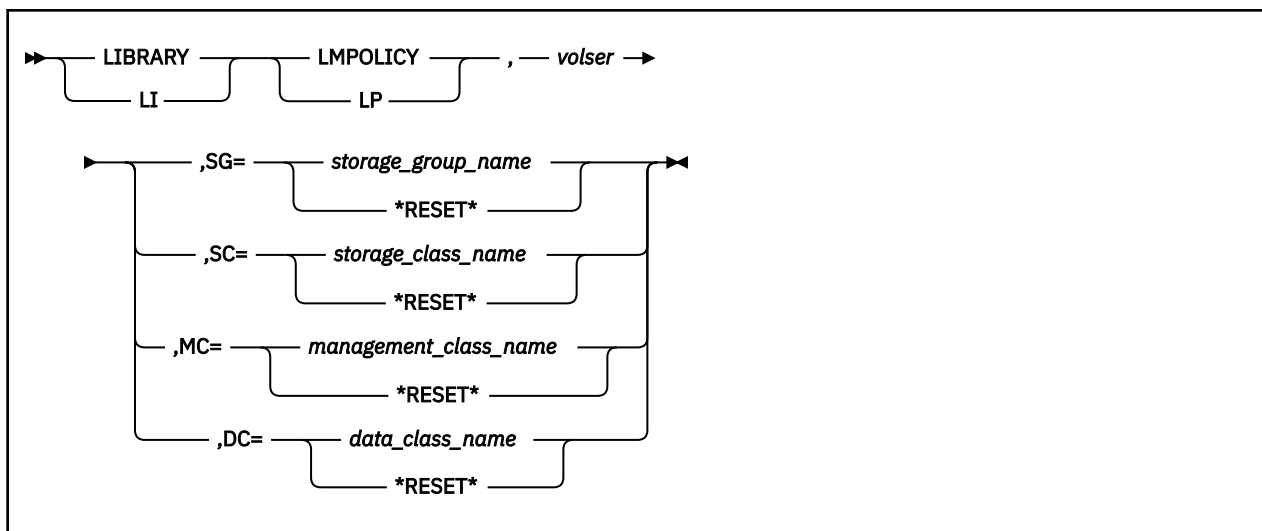 LIBRARY LMPOLICY , volser
LI LP
,SG= storage_group_name
*RESET*
,SC= storage_class_name
*RESET*
,MC= management_class_name
*RESET*
,DC= data_class_name
*RESET*